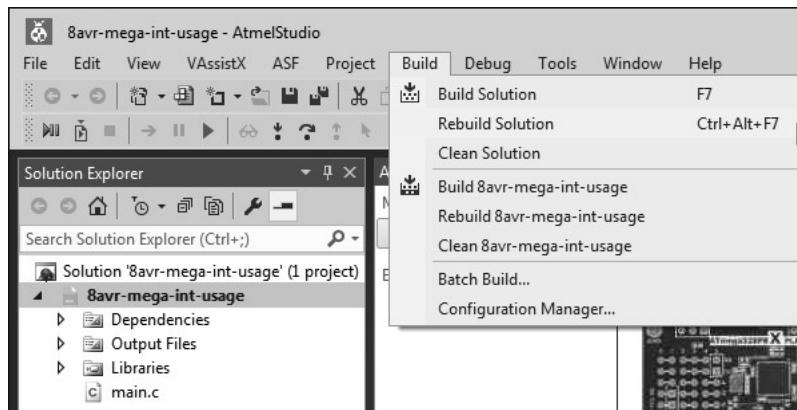 8avr-mega-int-usage - AtmelStudio
File Edit View VAssistX ASF Project Build Debug Tools Window Help
Build Solution F7
Rebuild Solution Ctrl+Alt+F7
Clean Solution
Build 8avr-mega-int-usage
Rebuild 8avr-mega-int-usage
Clean 8avr-mega-int-usage
Batch Build...
Configuration Manager...
Solution Explorer
Search Solution Explorer (Ctrl+;)
Solution '8avr-mega-int-usage' (1 project)
8avr-mega-int-usage
Dependencies
Output Files
Libraries
c main.c